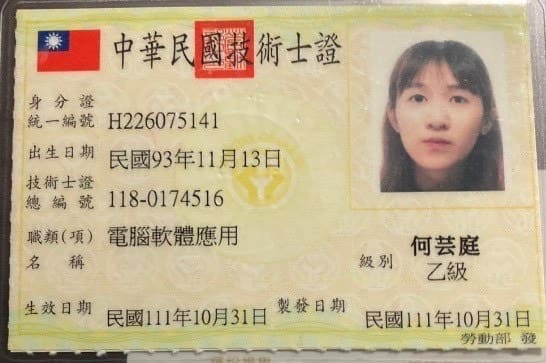 中華民國技術士證
身分證
統一編號 H226075141
出生日期 民國93年11月13日
技術士證
總編號 118-0174516
職類(項)
名稱 電腦軟體應用
何芸庭
級別 乙級
生效日期 民國111年10月31日 製發日期 民國111年10月31日
勞動部 發